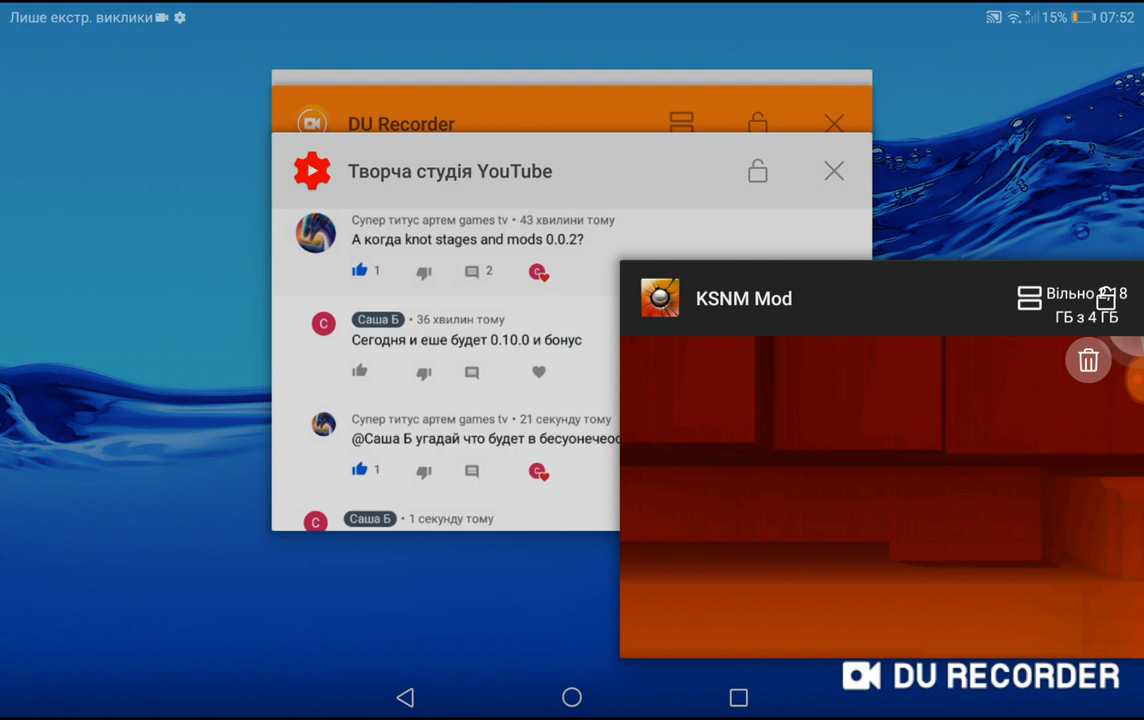 Лише екстр. виклики
15% 07:52
DU Recorder
Творча студія YouTube
Супер титус артем games tv • 43 хвилини тому
А когда knot stages and mods 0.0.2?
1 2
C
Саша Б • 36 хвилин тому
Сегодня и еше будет 0.10.0 и бонус
Супер титус артем games tv • 21 секунду тому
@Саша Б угадай что будет в
1
C
Саша Б • 1 секунду тому
KSNM Mod
Вільно 2,18
ГБ з 4 ГБ
DU RECORDER